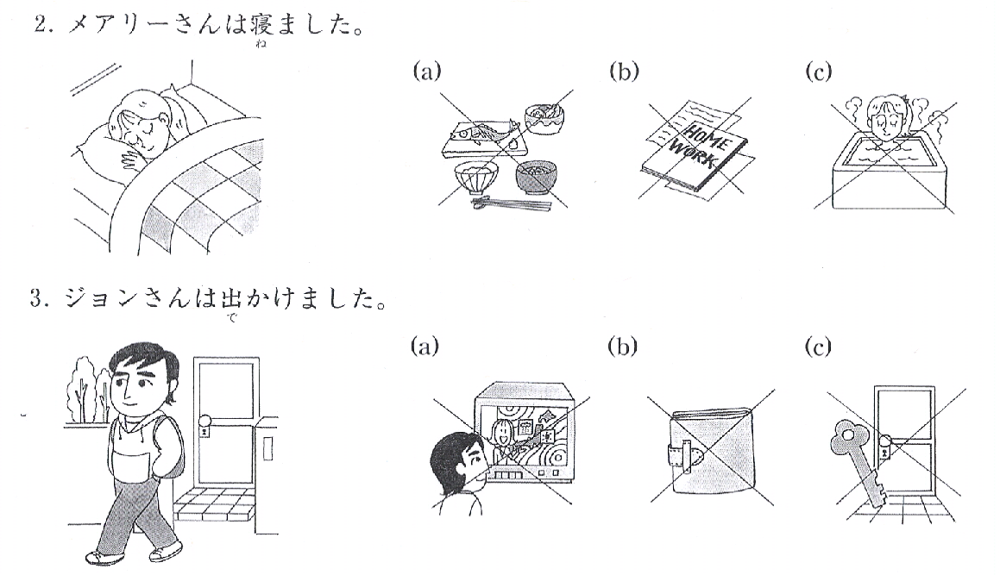 2. メアリーさんは寝ました。
ね
(a) (b) (c)
HOME
WORK
3. ジョンさんは出かけました。
で
(a) (b) (c)